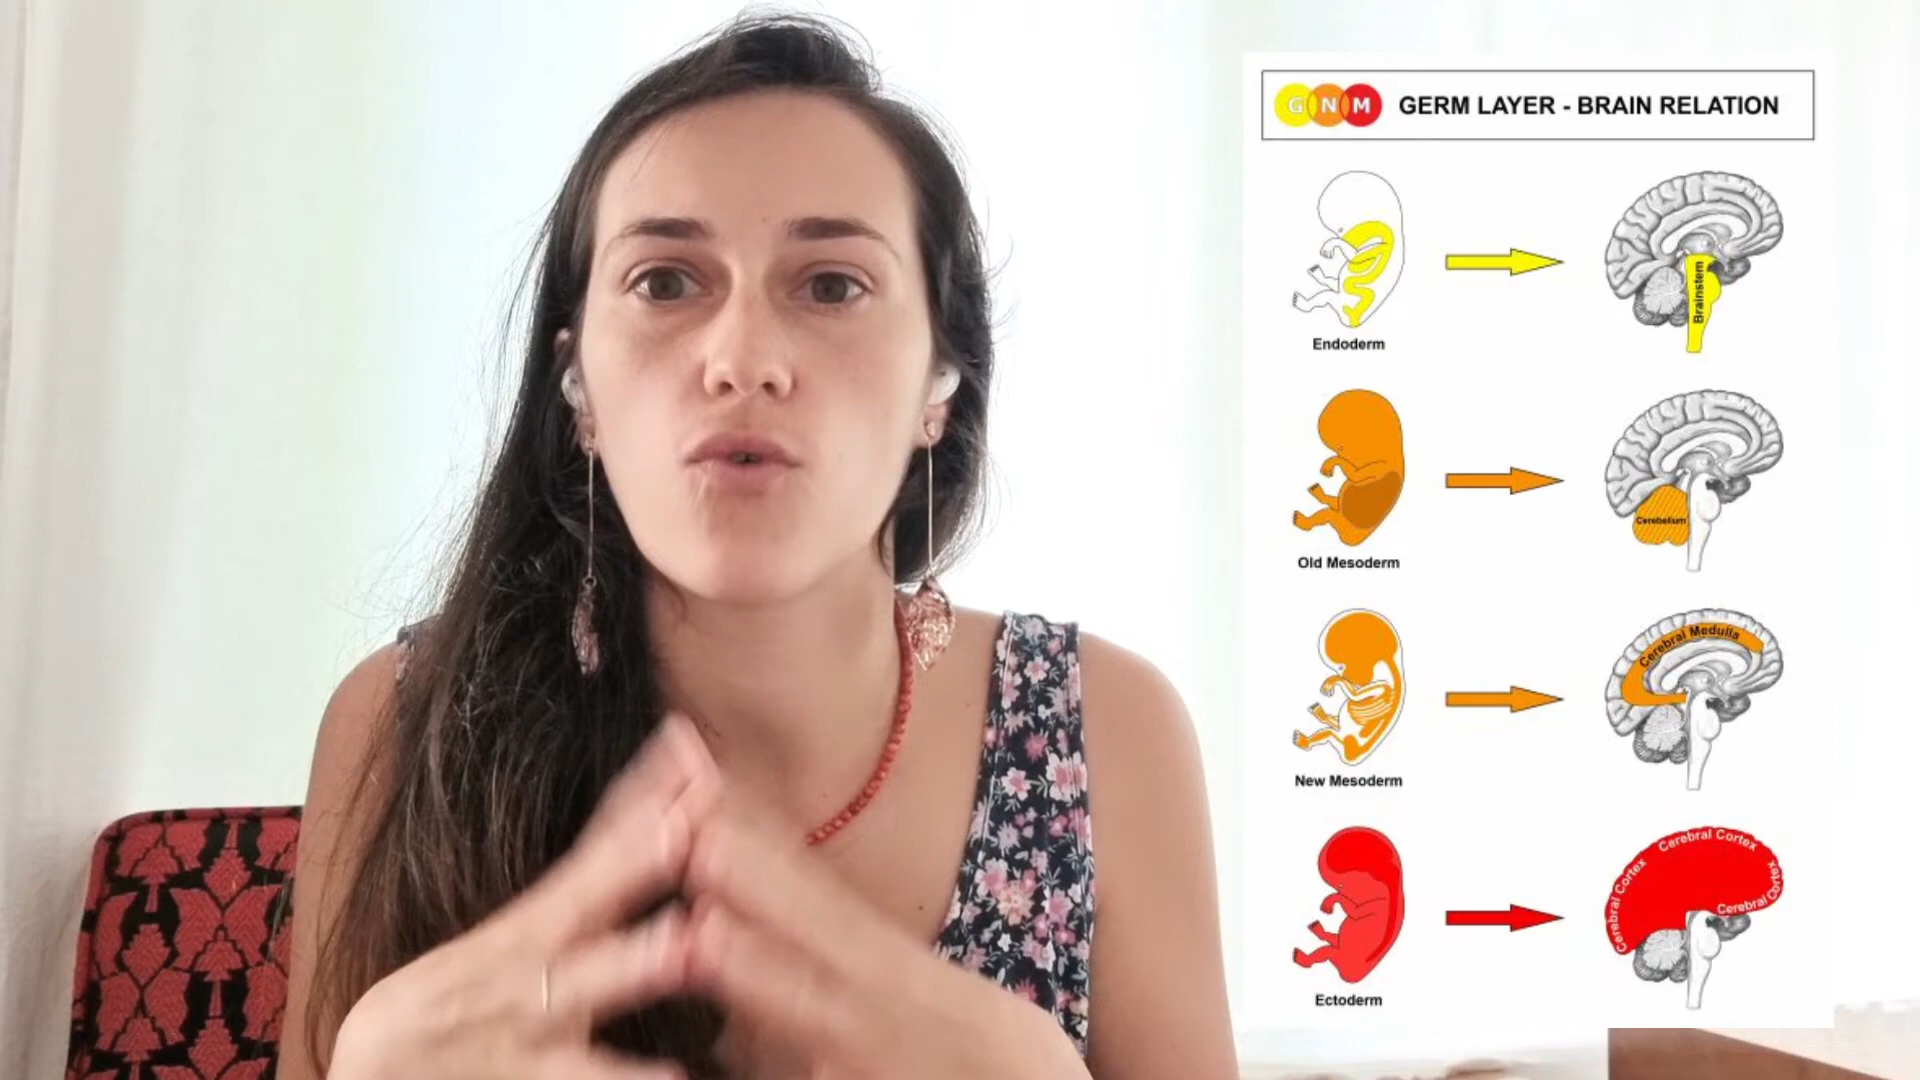 GNM GERM LAYER - BRAIN RELATION
Brainstem
Endoderm
Cerebellum
Old Mesoderm
Cerebral Medulla
New Mesoderm
Cerebral Cortex
Cerebral Cortex
Cerebral Cortex
Ectoderm